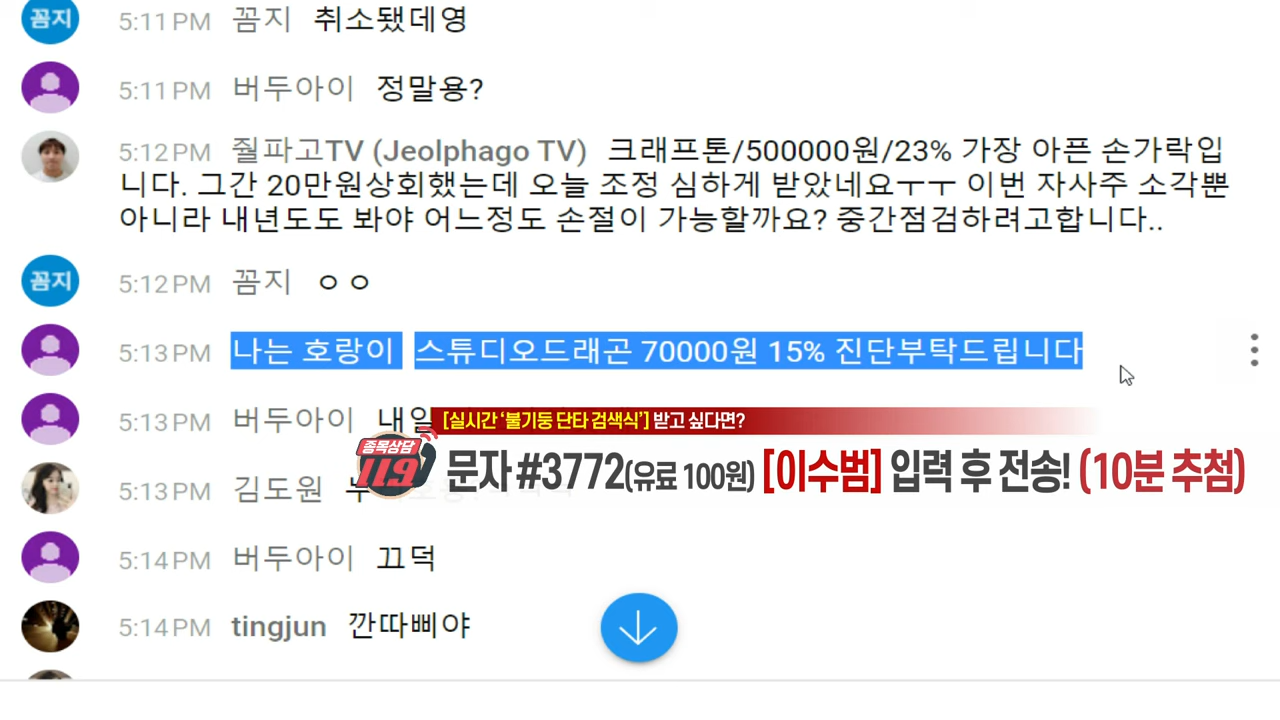 꼼지 5:11 PM 꼼지 취소됐데영
5:11 PM 버두아이 정말용?
5:12 PM 줠파고TV (Jeolphago TV) 크래프톤/500000원/23% 가장 아픈 손가락입
니다. 그간 20만원상회했는데 오늘 조정 심하게 받았네요ㅜㅜ 이번 자사주 소각뿐
아니라 내년도도 봐야 어느정도 손절이 가능할까요? 중간점검하려고합니다..
꼼지 5:12 PM 꼼지 ㅇㅇ
5:13 PM 나는 호랑이 스튜디오드래곤 70000원 15% 진단부탁드립니다
5:13 PM 버두아이 내일
[실시간 ‘불기둥 단타 검색식’] 받고 싶다면?
종목상담
119
문자 #3772(유료 100원) [이수범] 입력 후 전송! (10분 추첨)
5:13 PM 김도원
5:14 PM 버두아이 끄덕
5:14 PM tingjun 깐따삐야